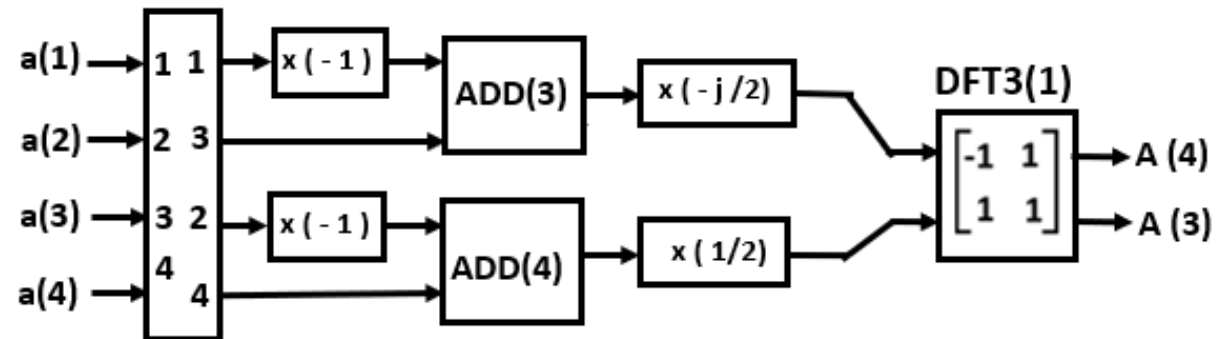 a(1)
a(2)
a(3)
a(4)
1 1
2 3
3 2
4
4
x ( - 1 )
x ( - 1 )
ADD(3)
ADD(4)
x ( - j /2)
x ( 1/2)
DFT3(1)
-1 1
1 1
A (4)
A (3)